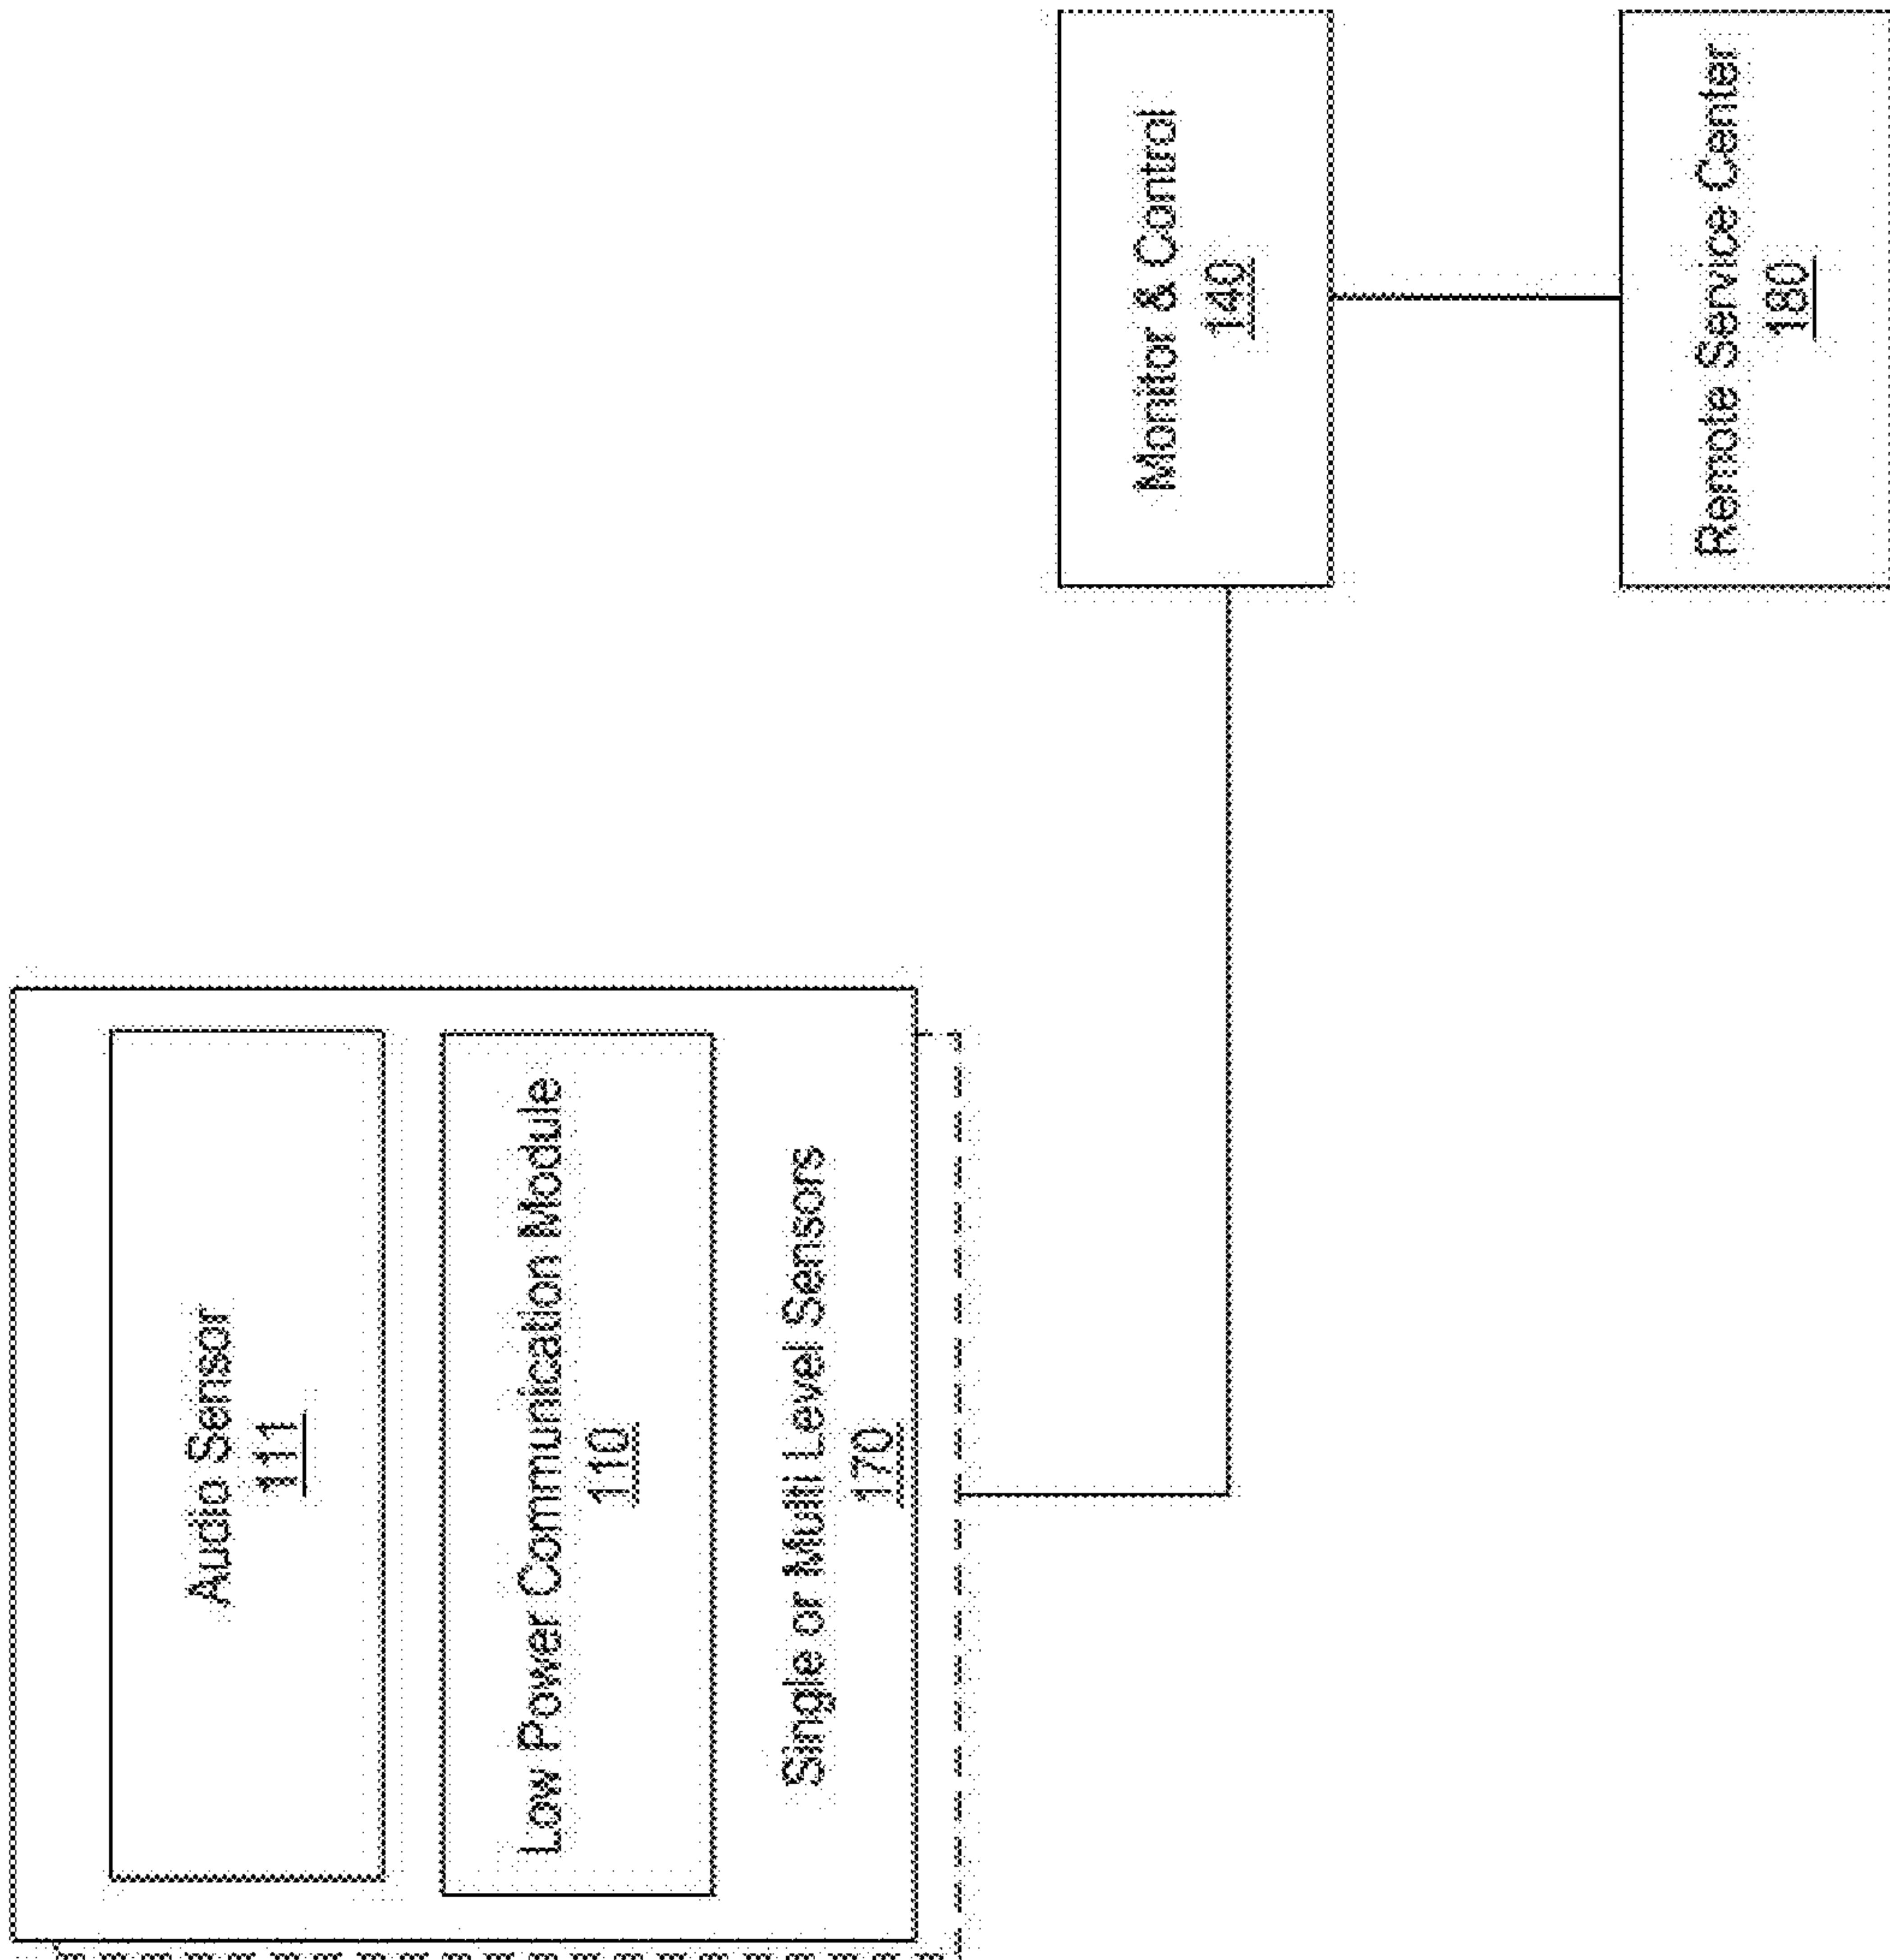 Audio Sensor
111
Low Power Communication Module
110
Single or Multi Level Sensors
170
Monitor & Control
140
Remote Service Center
180